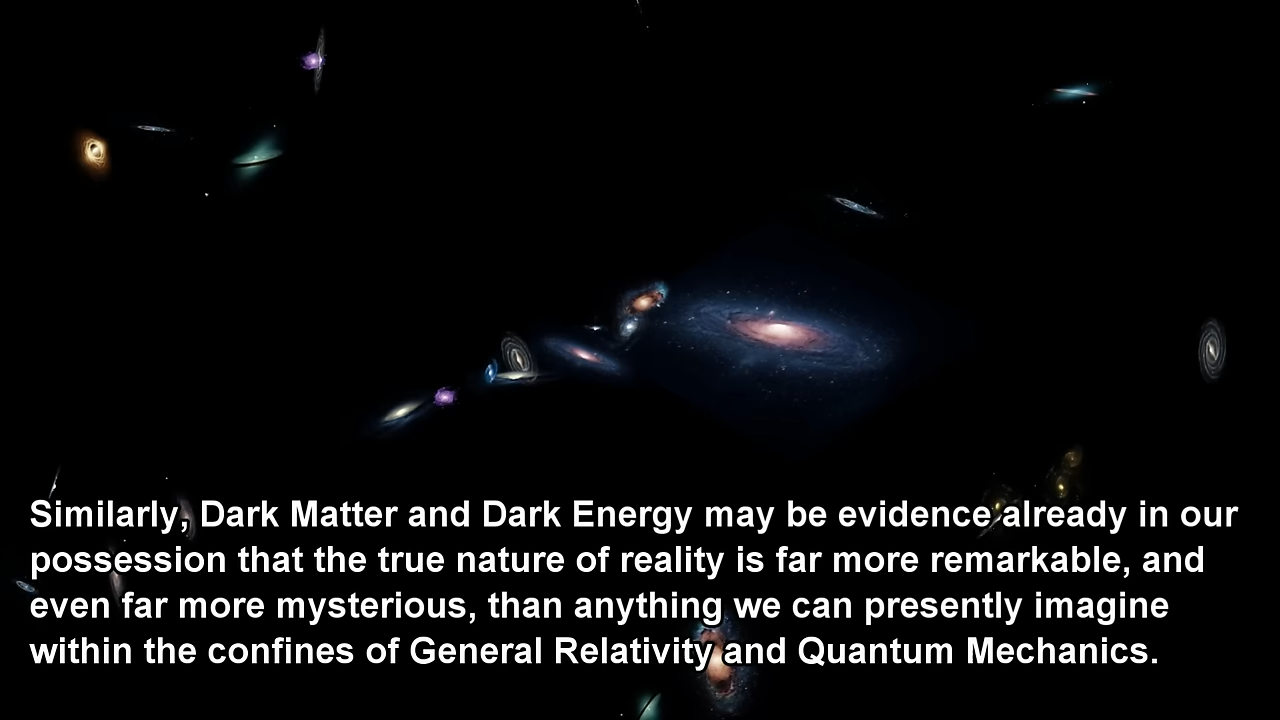 Similarly, Dark Matter and Dark Energy may be evidence already in our
possession that the true nature of reality is far more remarkable, and
even far more mysterious, than anything we can presently imagine
within the confines of General Relativity and Quantum Mechanics.